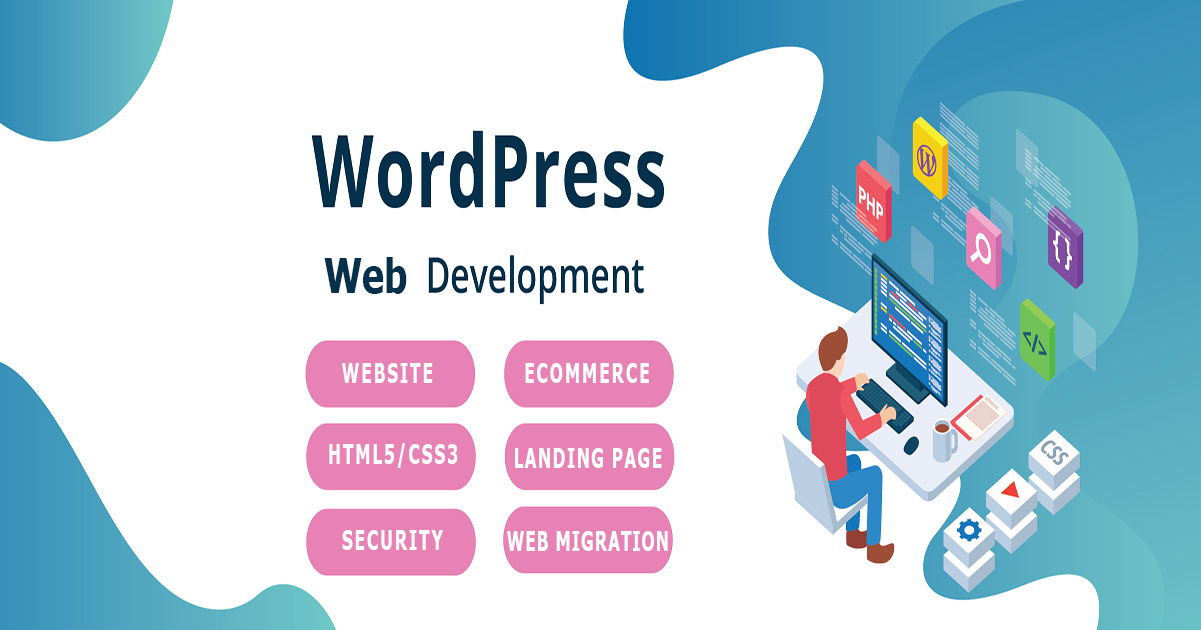 WordPress
Web Development
WEBSITE
ECOMMERCE
HTML5/CSS3
LANDING PAGE
SECURITY
WEB MIGRATION
W
PHP
{ }
</>
CSS